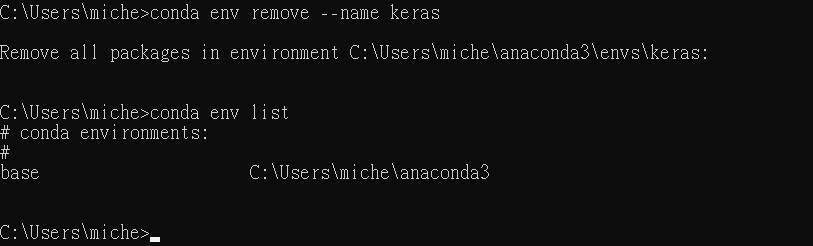 C:\Users\miche>conda env remove --name keras
Remove all packages in environment C:\Users\miche\anaconda3\envs\keras:
C:\Users\miche>conda env list
# conda environments:
#
base                     C:\Users\miche\anaconda3
C:\Users\miche>